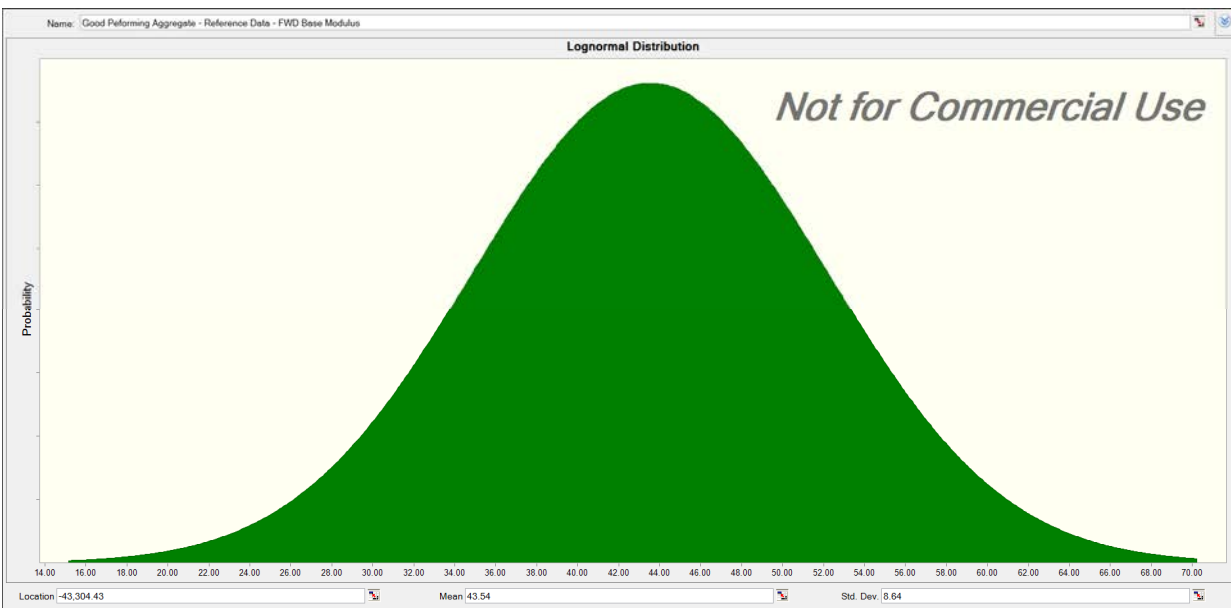 Name: Good Peforming Aggregate - Reference Data - FWD Base Modulus
Lognormal Distribution
Not for Commercial Use
Probability
14.00 16.00 18.00 20.00 22.00 24.00 26.00 28.00 30.00 32.00 34.00 36.00 38.00 40.00 42.00 44.00 46.00 48.00 50.00 52.00 54.00 56.00 58.00 60.00 62.00 64.00 66.00 68.00 70.00
Location -43,304.43 Mean 43.54 Std. Dev. 8.64